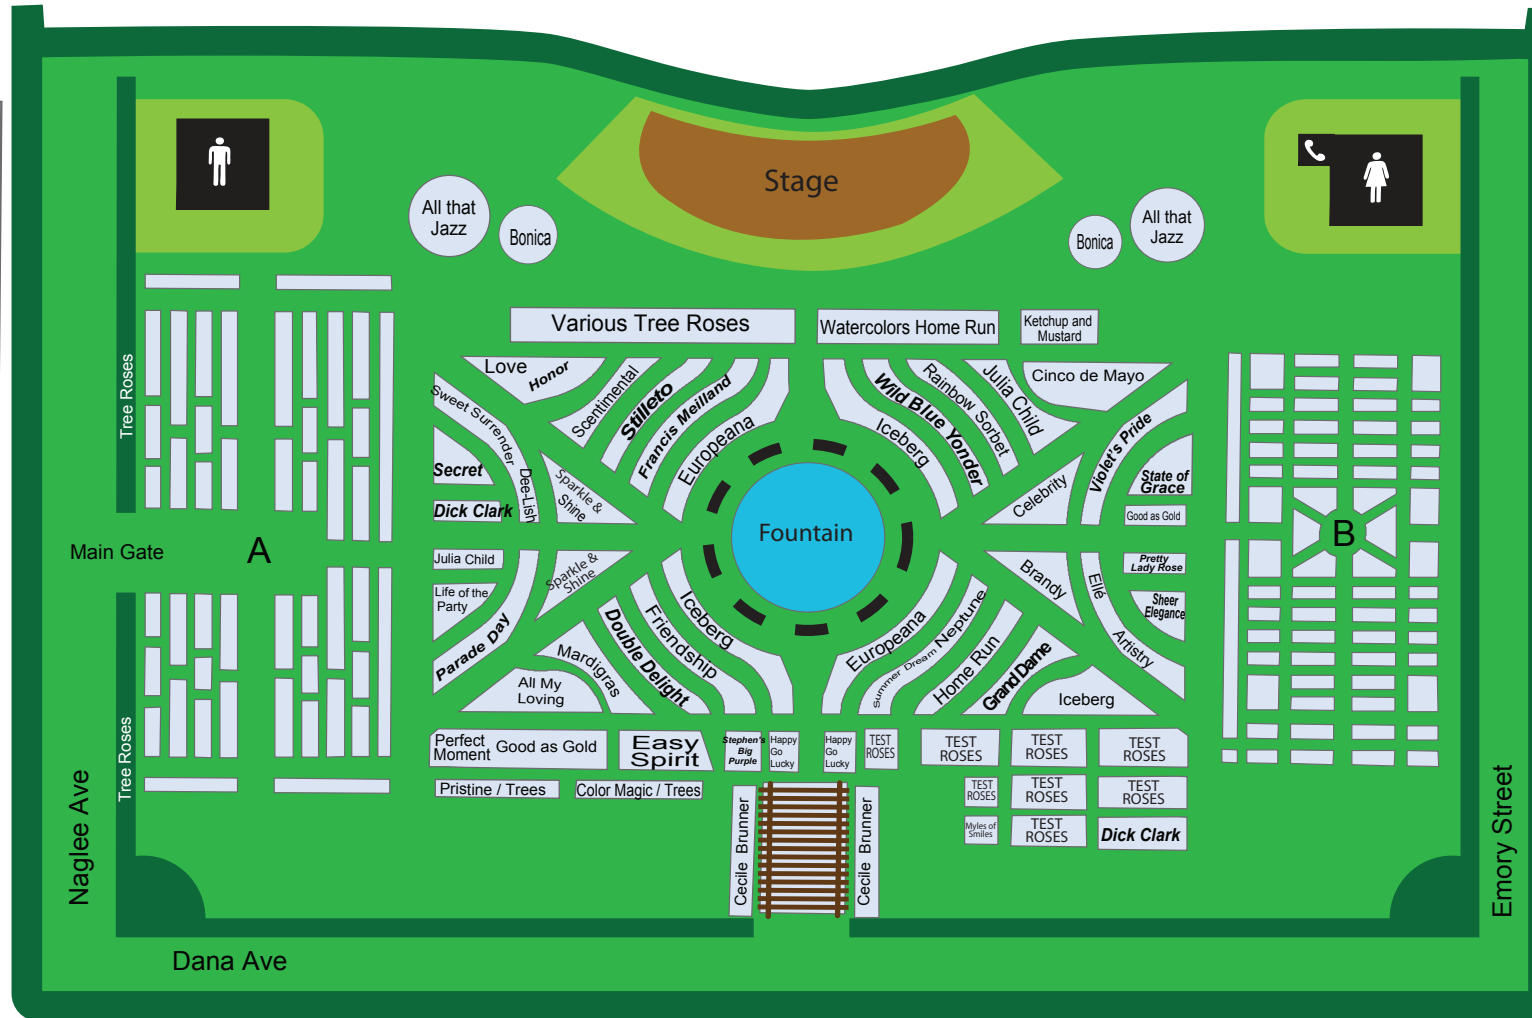 Stage
All that
Jazz
Bonica
Bonica
All that
Jazz
Various Tree Roses
Watercolors Home Run
Ketchup and
Mustard
Tree Roses
Love
Honor
Scentimental
Stilleto
Francis Meilland
Europeana
Iceberg
Wild Blue Yonder
Rainbow Sorbet
Julia Child
Cinco de Mayo
Sweet Surrender
Dee-Lish
Secret
Dick Clark
Sparkle &
Shine
Celebrity
Violet's Pride
State of
Grace
Good as Gold
Main Gate
A
Fountain
B
Julia Child
Life of the
Party
Parade Day
Sparkle &
Shine
Brandy
Ellé
Artistry
Pretty
Lady Rose
Sheer
Elegance
All My
Loving
Mardigras
Double Delight
Friendship
Iceberg
Europeana
Summer Dream Neptune
Home Run
Grand Dame
Iceberg
Tree Roses
Perfect
Moment
Good as Gold
Easy
Spirit
Stephen's
Big
Purple
Happy
Go
Lucky
Happy
Go
Lucky
TEST
ROSES
TEST
ROSES
TEST
ROSES
TEST
ROSES
Pristine / Trees
Color Magic / Trees
TEST
ROSES
TEST
ROSES
TEST
ROSES
Cecile Brunner
Cecile Brunner
Myles of
Smiles
TEST
ROSES
Dick Clark
Naglee Ave
Emory Street
Dana Ave